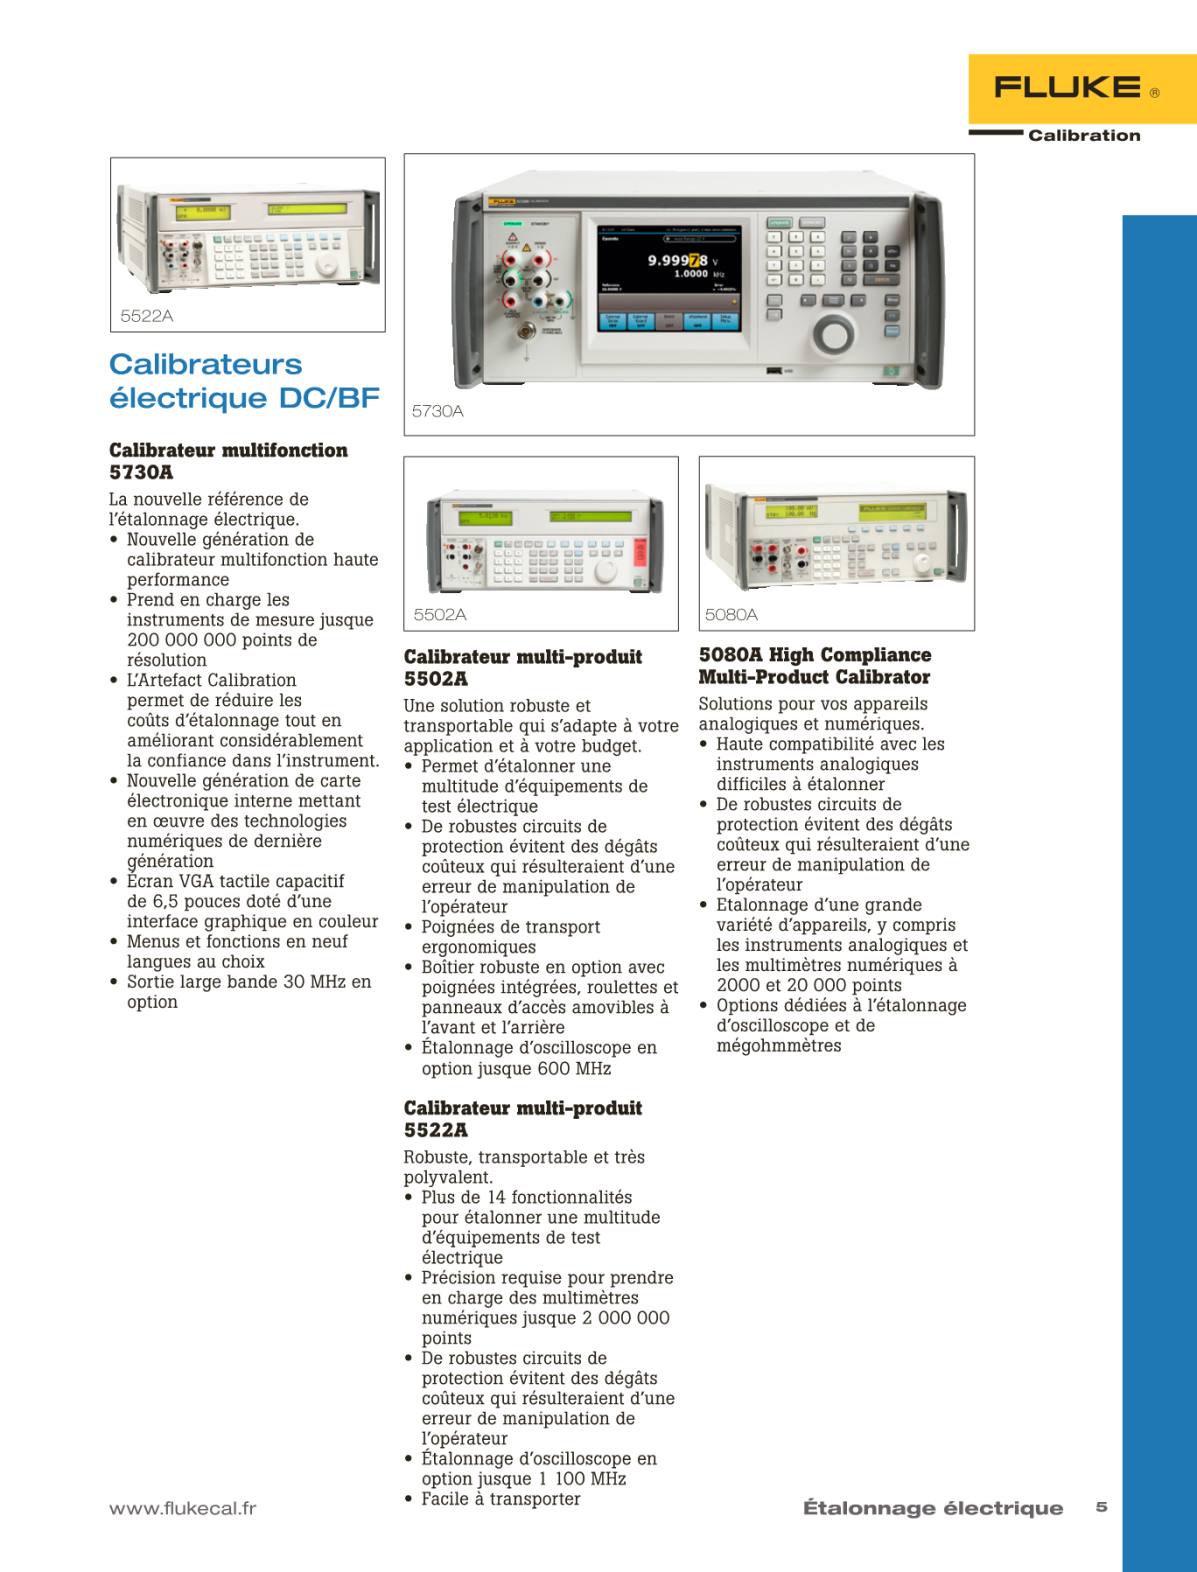 FLUKE ®
Calibration
5522A
5730A
Calibrateurs
électrique DC/BF
Calibrateur multifonction
5730A
La nouvelle référence de
l’étalonnage électrique.
• Nouvelle génération de
calibrateur multifonction haute
performance
• Prend en charge les
instruments de mesure jusque
200 000 000 points de
résolution
• L’Artefact Calibration
permet de réduire les
coûts d’étalonnage tout en
améliorant considérablement
la confiance dans l’instrument.
• Nouvelle génération de carte
électronique interne mettant
en œuvre des technologies
numériques de dernière
génération
• Écran VGA tactile capacitif
de 6,5 pouces doté d’une
interface graphique en couleur
• Menus et fonctions en neuf
langues au choix
• Sortie large bande 30 MHz en
option
FLUKE
9.99978 V
1.0000 kHz
5502A
Calibrateur multi-produit
5502A
Une solution robuste et
transportable qui s’adapte à votre
application et à votre budget.
• Permet d’étalonner une
multitude d’équipements de
test électrique
• De robustes circuits de
protection évitent des dégâts
coûteux qui résulteraient d’une
erreur de manipulation de
l’opérateur
• Poignées de transport
ergonomiques
• Boîtier robuste en option avec
poignées intégrées, roulettes et
panneaux d’accès amovibles à
l’avant et l’arrière
• Étalonnage d’oscilloscope en
option jusque 600 MHz
Calibrateur multi-produit
5522A
Robuste, transportable et très
polyvalent.
• Plus de 14 fonctionnalités
pour étalonner une multitude
d’équipements de test
électrique
• Précision requise pour prendre
en charge des multimètres
numériques jusque 2 000 000
points
• De robustes circuits de
protection évitent des dégâts
coûteux qui résulteraient d’une
erreur de manipulation de
l’opérateur
• Étalonnage d’oscilloscope en
option jusque 1 100 MHz
• Facile à transporter
5080A
5080A High Compliance
Multi-Product Calibrator
Solutions pour vos appareils
analogiques et numériques.
• Haute compatibilité avec les
instruments analogiques
difficiles à étalonner
• De robustes circuits de
protection évitent des dégâts
coûteux qui résulteraient d’une
erreur de manipulation de
l’opérateur
• Etalonnage d’une grande
variété d’appareils, y compris
les instruments analogiques et
les multimètres numériques à
2000 et 20 000 points
• Options dédiées à l’étalonnage
d’oscilloscope et de
mégohmmètres
www.flukecal.fr
Étalonnage électrique 5